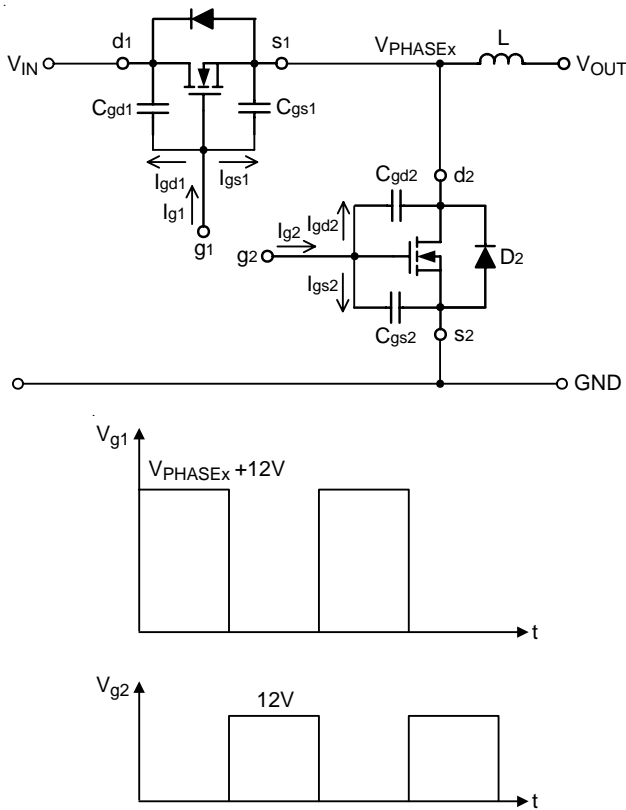 d1
s1
VPHASEx
L
VIN
VOUT
Cgd1
Cgs1
Igd1
Igs1
Ig1
g1
d2
Cgd2
Ig2
Igd2
g2
D2
Igs2
Cgs2
s2
GND
Vg1
VPHASEx +12V
t
Vg2
12V
t